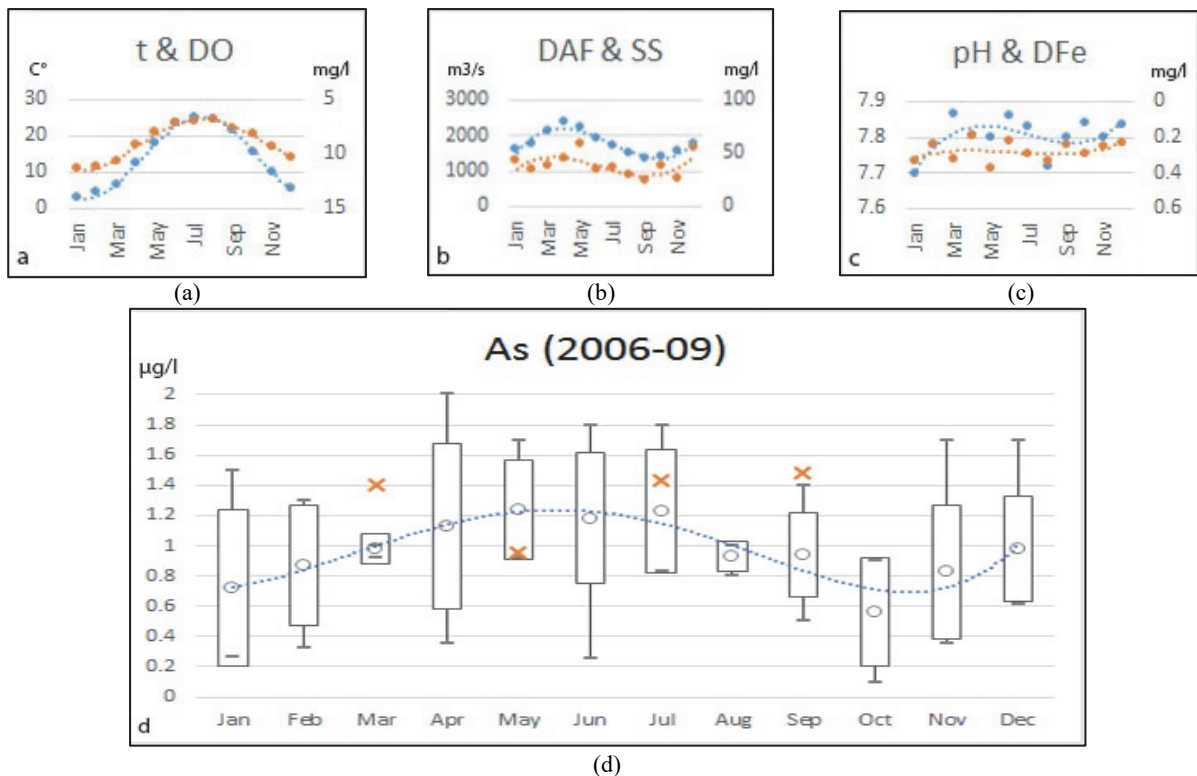 t & DO
C° mg/l
30 5
20 10
10
0 15
Jan Mar May Jul Sep Nov
a
(a)
DAF & SS
m3/s mg/l
3000 100
2000 50
1000
0 0
Jan Mar May Jul Sep Nov
b
(b)
pH & DFe
mg/l
7.9 0
7.8 0.2
7.7 0.4
7.6 0.6
Jan Mar May Jul Sep Nov
c
(c)
As (2006-09)
µg/l
2
1.8
1.6
1.4
1.2
1
0.8
0.6
0.4
0.2
0
Jan Feb Mar Apr May Jun Jul Aug Sep Oct Nov Dec
d
(d)